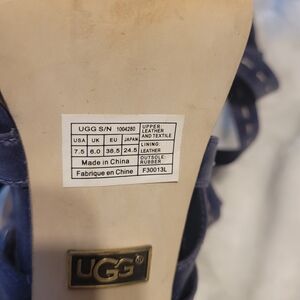 UGG S/N 1004280
USA UK EU JAPAN
7.5 6.0 38.5 24.5
Made in China
Fabrique en Chine
UPPER:
LEATHER
AND TEXTILE
LINING:
LEATHER
OUTSOLE:
RUBBER
F30013L
UGG®